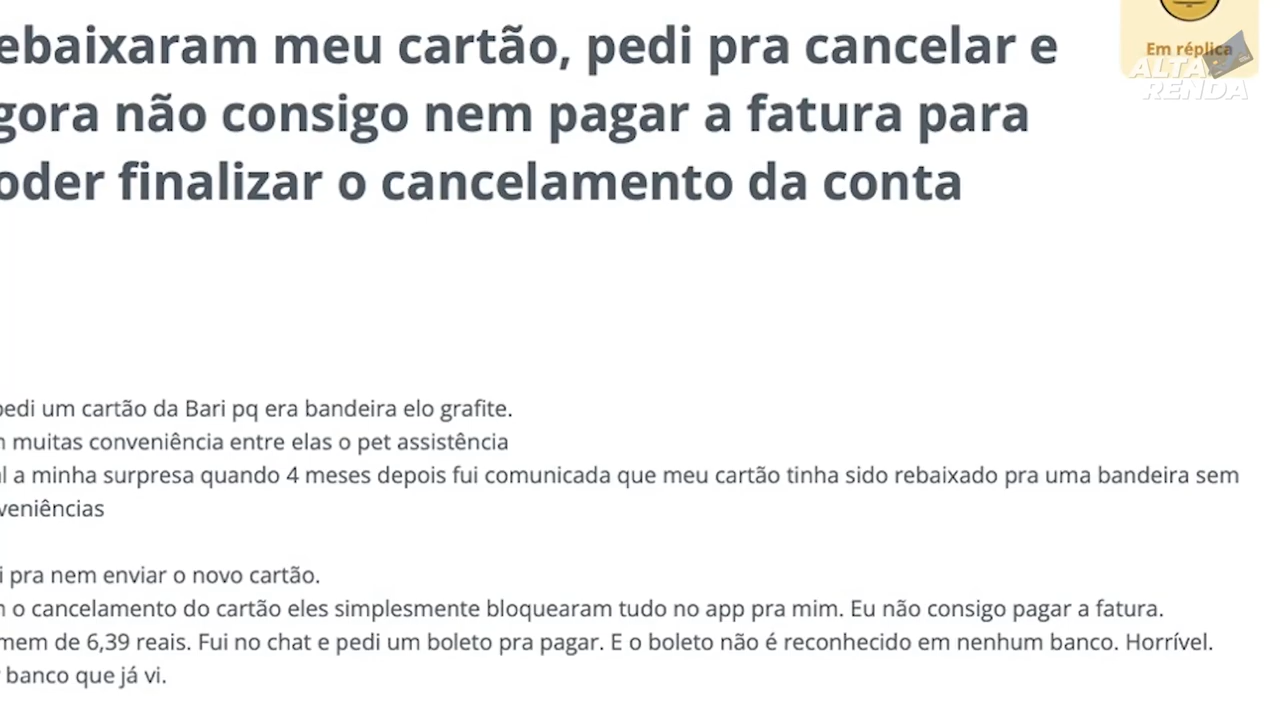 ebaixaram meu cartão, pedi pra cancelar e
gora não consigo nem pagar a fatura para
oder finalizar o cancelamento da conta
Em réplica
ALTA
RENDA
pedi um cartão da Bari pq era bandeira elo grafite.
muitas conveniência entre elas o pet assistência
l a minha surpresa quando 4 meses depois fui comunicada que meu cartão tinha sido rebaixado pra uma bandeira sem
veniências
i pra nem enviar o novo cartão.
o cancelamento do cartão eles simplesmente bloquearam tudo no app pra mim. Eu não consigo pagar a fatura.
mem de 6,39 reais. Fui no chat e pedi um boleto pra pagar. E o boleto não é reconhecido em nenhum banco. Horrível.
banco que já vi.